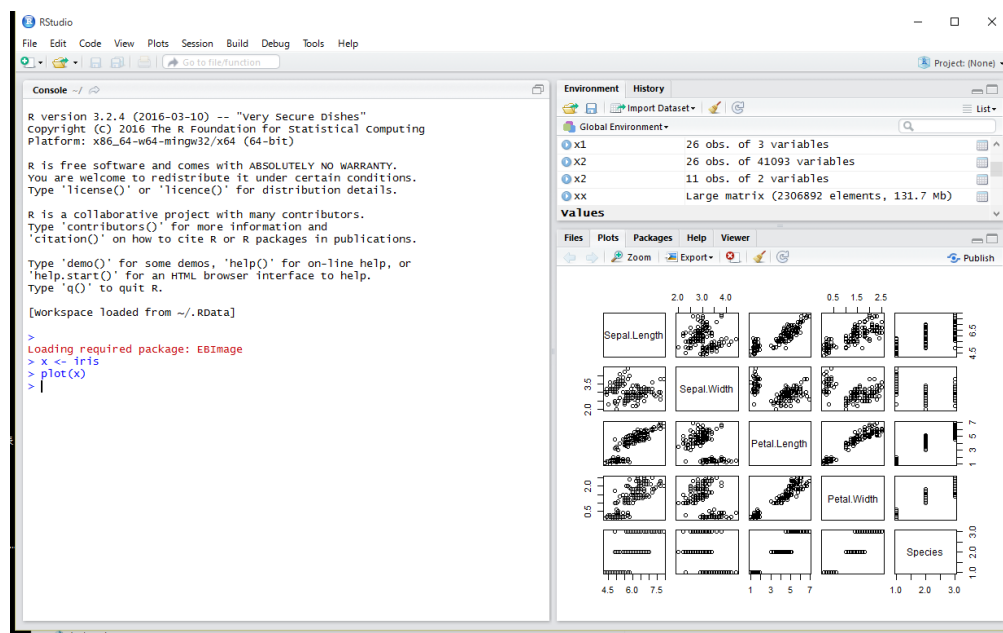 RStudio
File Edit Code View Plots Session Build Debug Tools Help
Go to file/function
Project: (None)
Console ~/
R version 3.2.4 (2016-03-10) -- "Very Secure Dishes"
Copyright (C) 2016 The R Foundation for Statistical Computing
Platform: x86_64-w64-mingw32/x64 (64-bit)
R is free software and comes with ABSOLUTELY NO WARRANTY.
You are welcome to redistribute it under certain conditions.
Type 'license()' or 'licence()' for distribution details.
R is a collaborative project with many contributors.
Type 'contributors()' for more information and
'citation()' on how to cite R or R packages in publications.
Type 'demo()' for some demos, 'help()' for on-line help, or
'help.start()' for an HTML browser interface to help.
Type 'q()' to quit R.
[Workspace loaded from ~/.RData]
>
Loading required package: EBImage
> x <- iris
> plot(x)
>
Environment History
Import Dataset
List
Global Environment
x1 26 obs. of 3 variables
X2 26 obs. of 41093 variables
x2 11 obs. of 2 variables
xx Large matrix (2306892 elements, 131.7 Mb)
Values
Files Plots Packages Help Viewer
Zoom Export Publish
2.0 3.0 4.0 0.5 1.5 2.5
Sepal.Length 4.5 6.5
2.0 3.5 Sepal.Width
Petal.Length 1 3 5 7
0.5 2.0 Petal.Width
Species 1.0 2.0 3.0
4.5 6.0 7.5 1 3 5 7 1.0 2.0 3.0